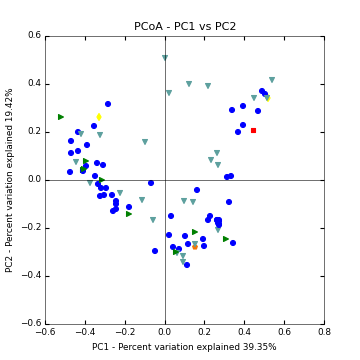 PCoA - PC1 vs PC2
0.6
0.4
0.2
0.0
−0.2
−0.4
−0.6
−0.6 −0.4 −0.2 0.0 0.2 0.4 0.6 0.8
PC2 - Percent variation explained 19.42%
PC1 - Percent variation explained 39.35%